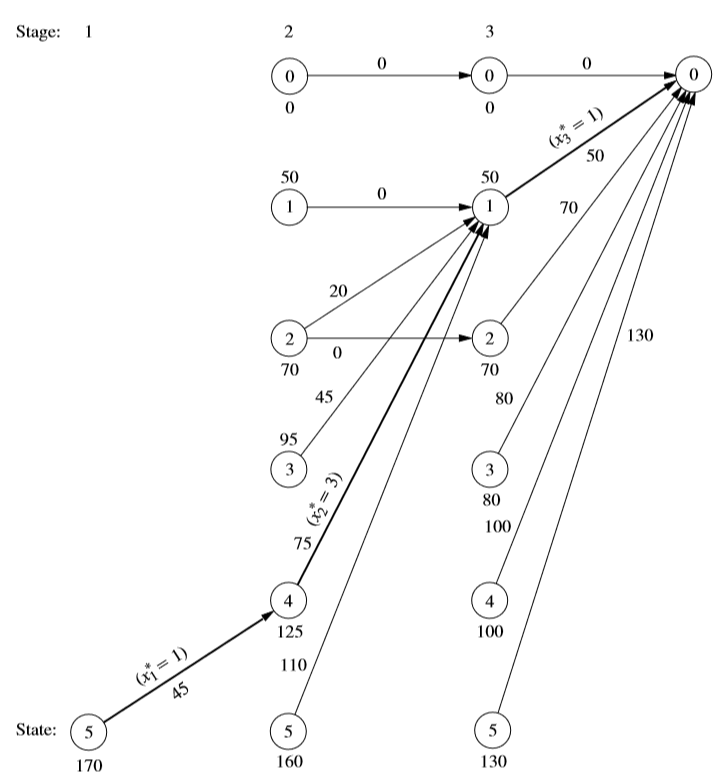 Stage: 1 2 3
0 0
0 0 0
0 0
(x₃* = 1)
50 50 50
0
1 1 70
20
130
2 2
0
70 70
45 80
95
3 3
(x₂* = 3) 80
100
75
4 4
125 100
(x₁* = 1) 110
45
State: 5 5 5
170 160 130